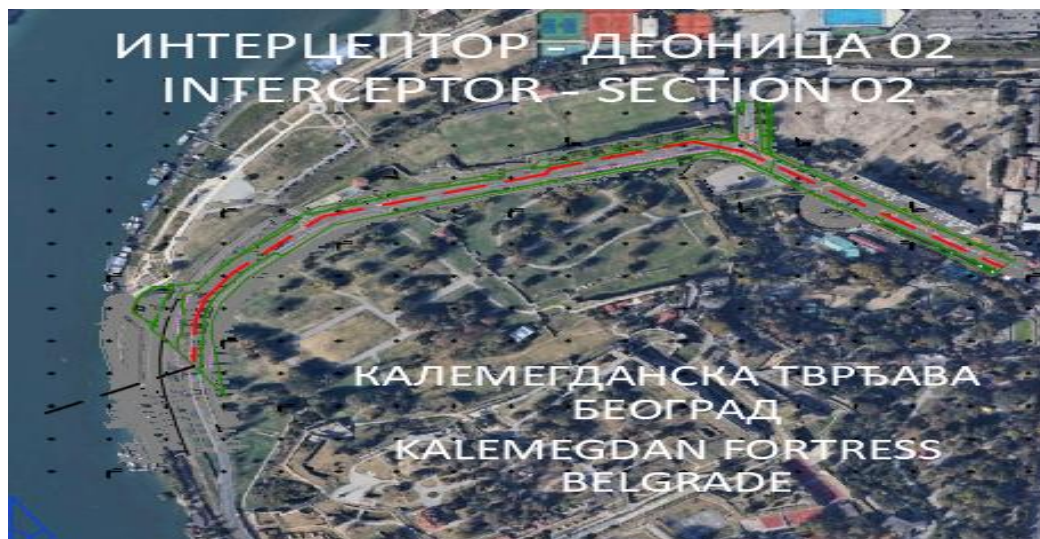 ИНТЕРЦЕПТОР - ДЕОНИЦА 02
INTERCEPTOR - SECTION 02
КАЛЕМЕГДАНСКА ТВРЂАВА
БЕОГРАД
KALEMEGDAN FORTRESS
BELGRADE